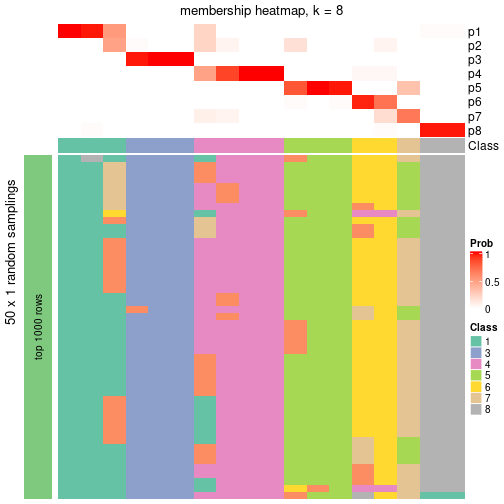 membership heatmap, k = 8
p1
p2
p3
p4
p5
p6
p7
p8
Class
50 x 1 random samplings
top 1000 rows
Prob
1
0.5
0
Class
1
3
4
5
6
7
8